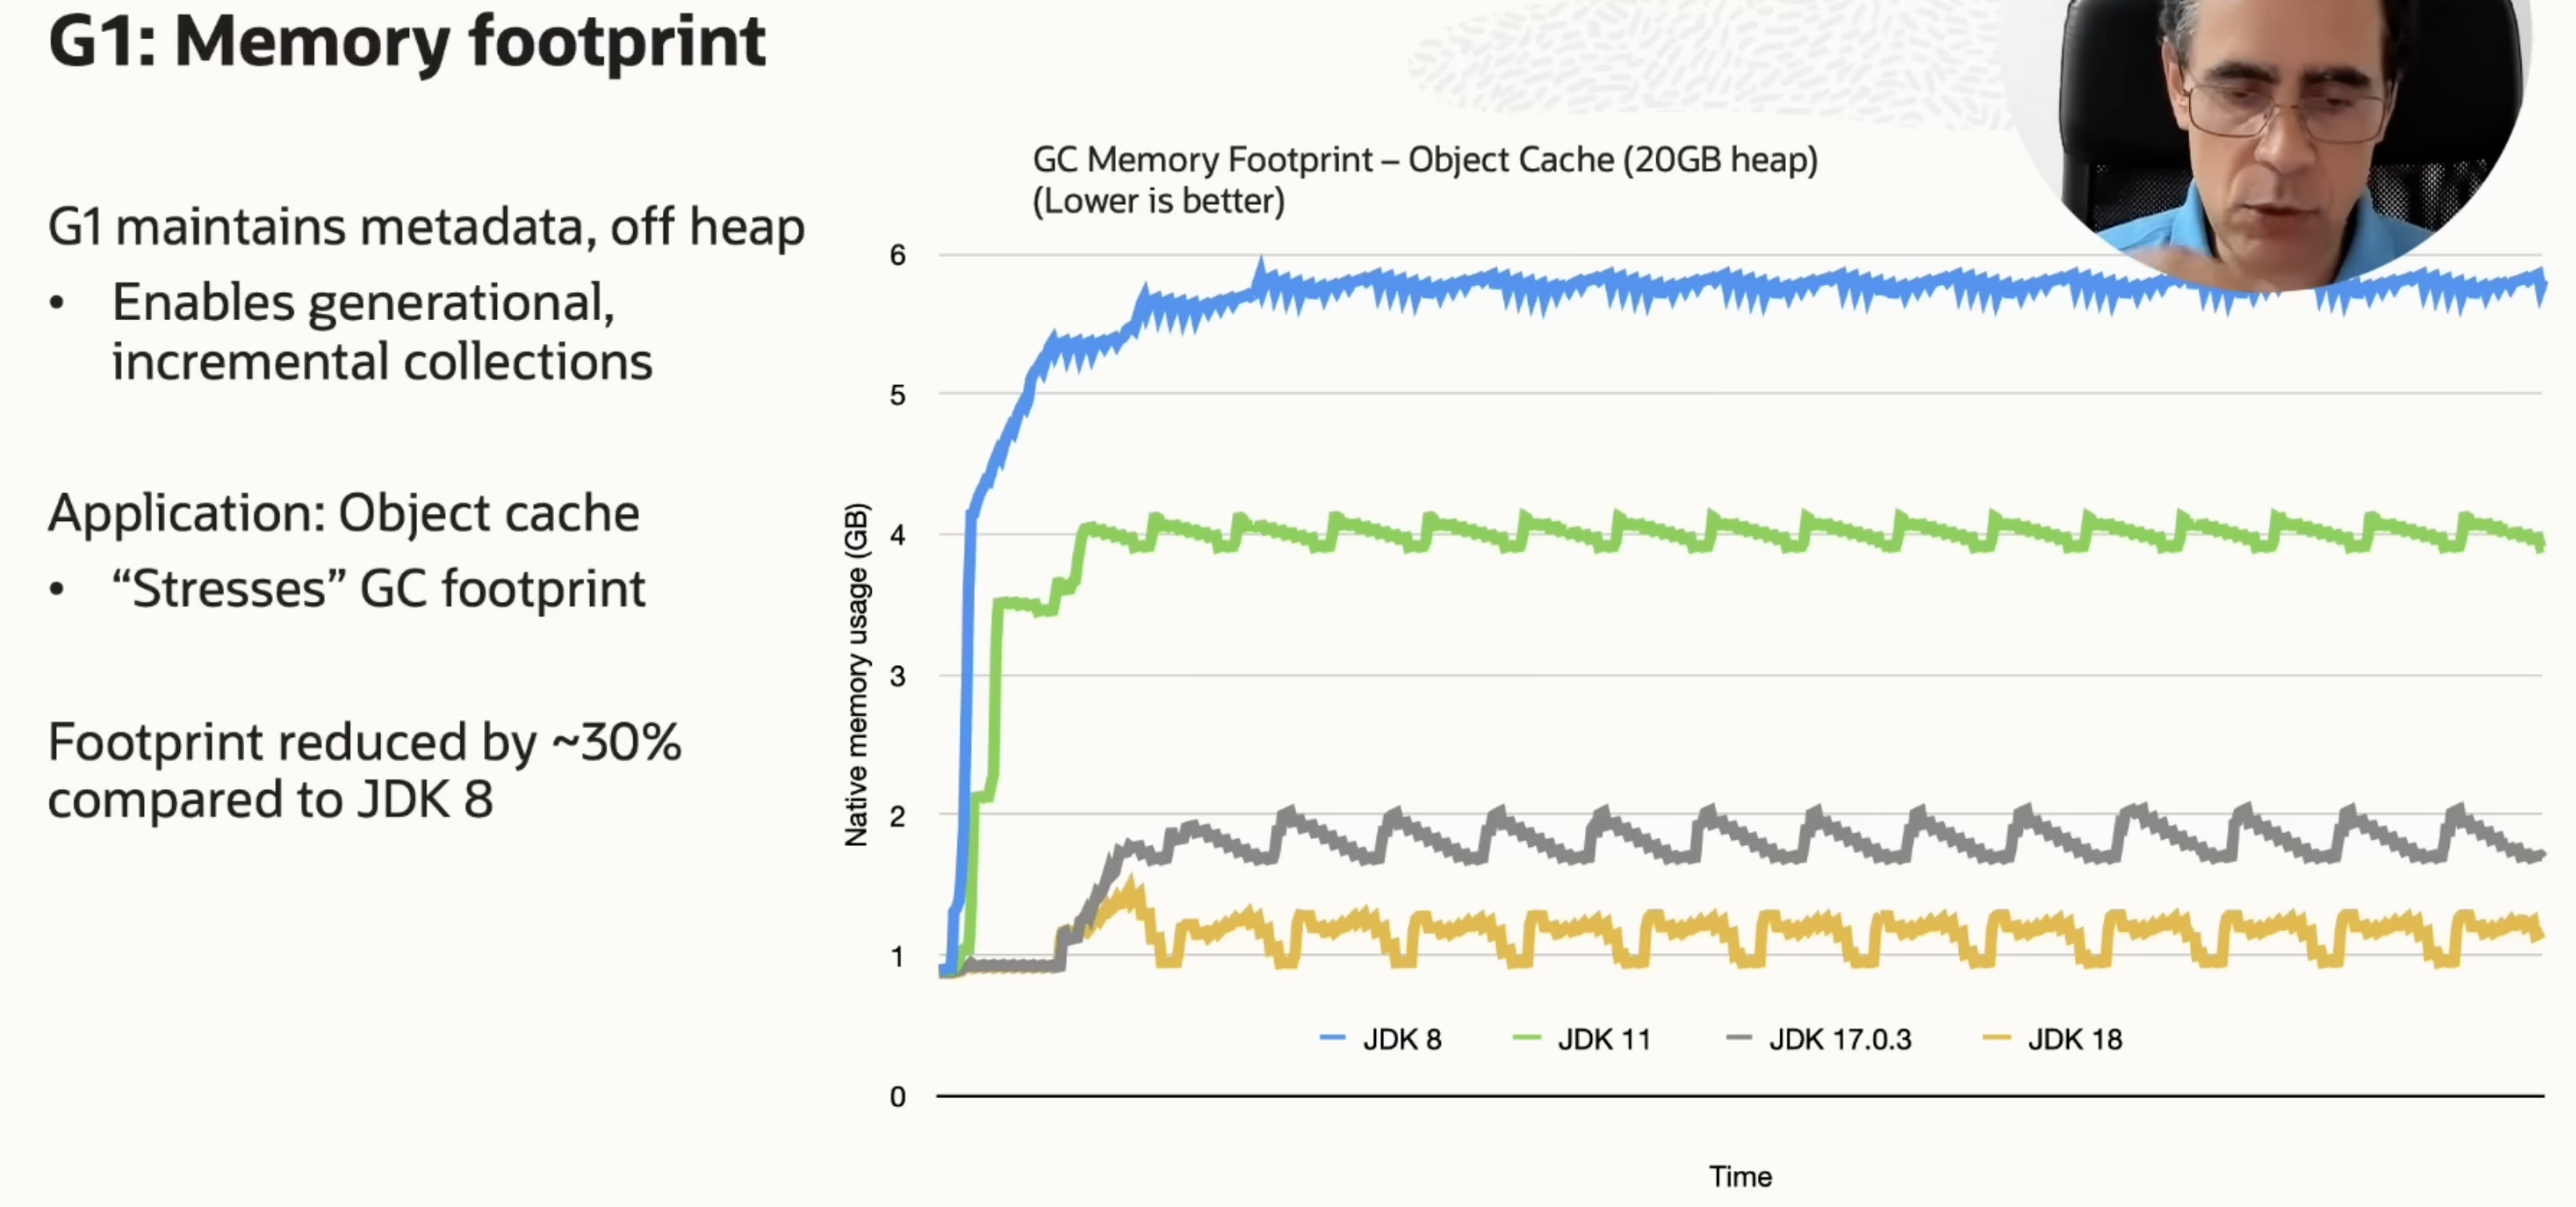 G1: Memory footprint
G1 maintains metadata, off heap
• Enables generational,
incremental collections
Application: Object cache
• “Stresses” GC footprint
Footprint reduced by ~30%
compared to JDK 8
GC Memory Footprint – Object Cache (20GB heap)
(Lower is better)
Native memory usage (GB)
6
5
4
3
2
1
0
JDK 8 JDK 11 JDK 17.0.3 JDK 18
Time